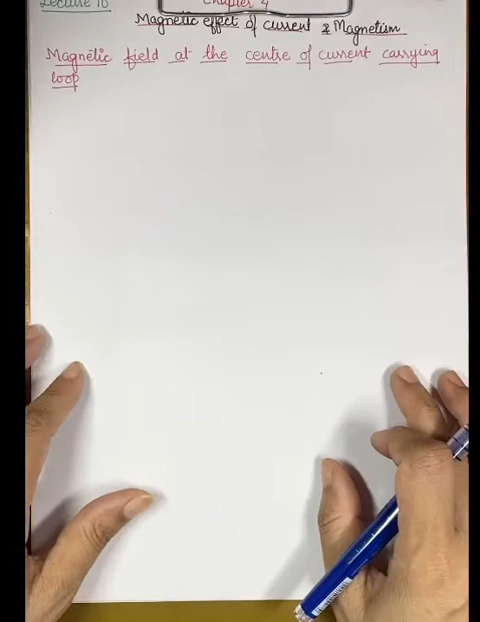 Lecture 10
Chapter 4
Magnetic effect of current & Magnetism
Magnetic field at the centre of current carrying
loop